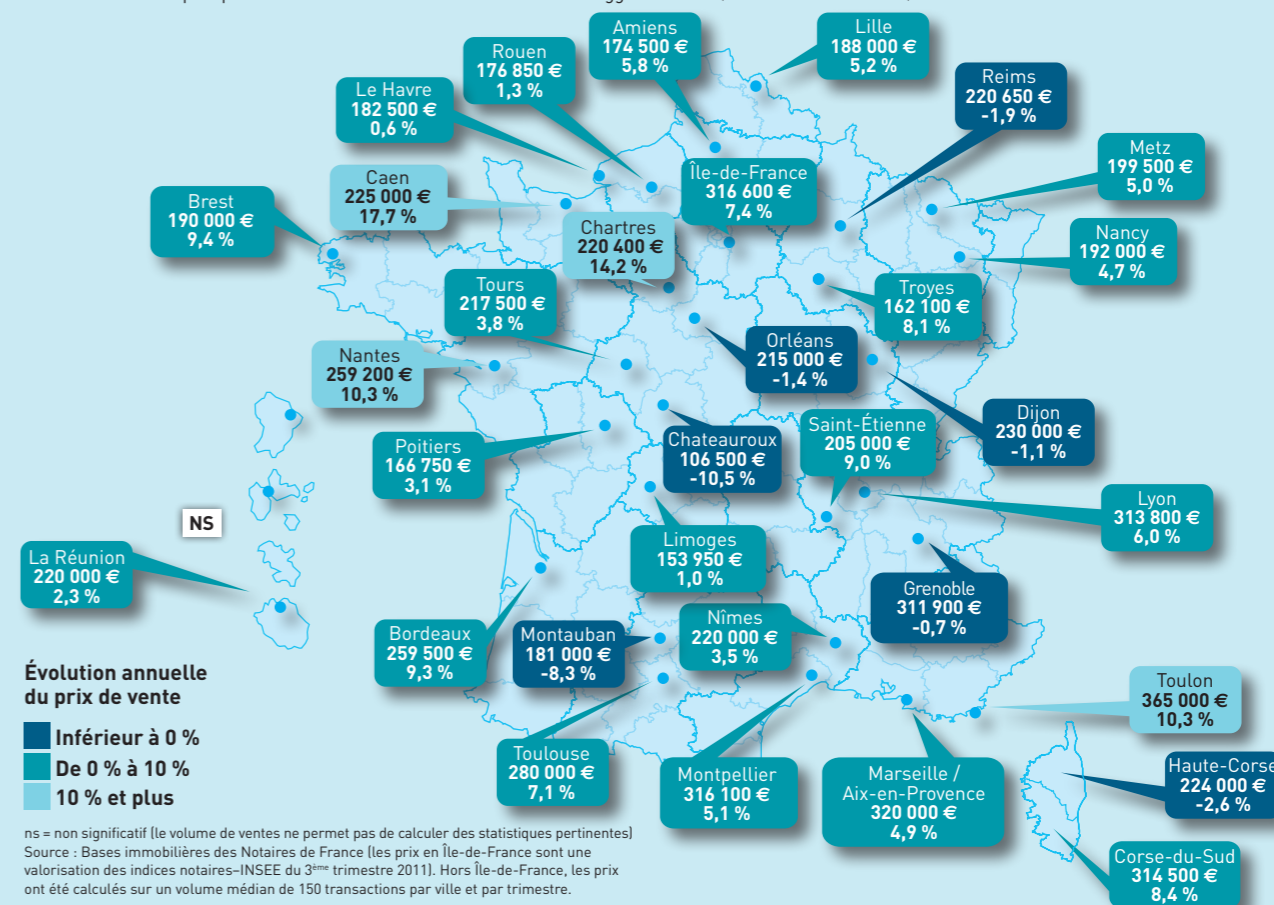 Amiens
174 500 €
5,8 %
Lille
188 000 €
5,2 %
Rouen
176 850 €
1,3 %
Reims
220 650 €
-1,9 %
Le Havre
182 500 €
0,6 %
Metz
199 500 €
5,0 %
Île-de-France
316 600 €
7,4 %
Caen
225 000 €
17,7 %
Brest
190 000 €
9,4 %
Chartres
220 400 €
14,2 %
Nancy
192 000 €
4,7 %
Tours
217 500 €
3,8 %
Troyes
162 100 €
8,1 %
Orléans
215 000 €
-1,4 %
Nantes
259 200 €
10,3 %
Dijon
230 000 €
-1,1 %
Saint-Étienne
205 000 €
9,0 %
Chateauroux
106 500 €
-10,5 %
Poitiers
166 750 €
3,1 %
Lyon
313 800 €
6,0 %
NS
Limoges
153 950 €
1,0 %
La Réunion
220 000 €
2,3 %
Grenoble
311 900 €
-0,7 %
Nîmes
220 000 €
3,5 %
Bordeaux
259 500 €
9,3 %
Montauban
181 000 €
-8,3 %
Toulon
365 000 €
10,3 %
Toulouse
280 000 €
7,1 %
Montpellier
316 100 €
5,1 %
Marseille /
Aix-en-Provence
320 000 €
4,9 %
Haute-Corse
224 000 €
-2,6 %
Corse-du-Sud
314 500 €
8,4 %
Évolution annuelle
du prix de vente
Inférieur à 0 %
De 0 % à 10 %
10 % et plus
ns = non significatif (le volume de ventes ne permet pas de calculer des statistiques pertinentes)
Source : Bases immobilières des Notaires de France (les prix en Île-de-France sont une
valorisation des indices notaires–INSEE du 3ème trimestre 2011). Hors Île-de-France, les prix
ont été calculés sur un volume médian de 150 transactions par ville et par trimestre.